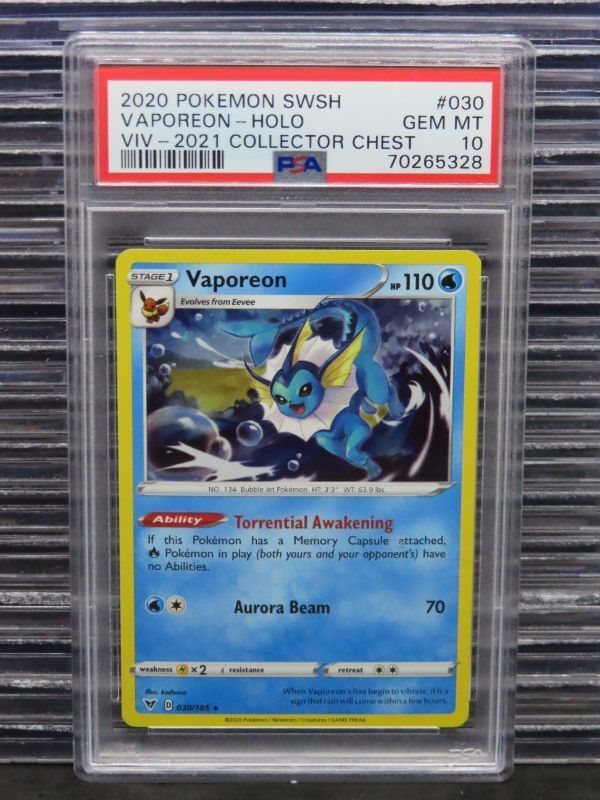 2020 POKEMON SWSH #030
VAPOREON-HOLO GEM MT
VIV-2021 COLLECTOR CHEST 10
PSA 70265328
STAGE 1 Vaporeon HP 110
Evolves from Eevee
NO. 134 Bubble Jet Pokémon HT: 3'3" WT: 63.9 lbs.
Ability Torrential Awakening
If this Pokémon has a Memory Capsule attached,
Pokémon in play (both yours and your opponent's) have
no Abilities.
Aurora Beam 70
weakness ×2 resistance retreat
Illus. kodama
When Vaporeon's fins begin to vibrate, it is a
sign that rain will come within a few hours.
D 030/185 ★
©2020 Pokémon / Nintendo / Creatures / GAME FREAK
PSA